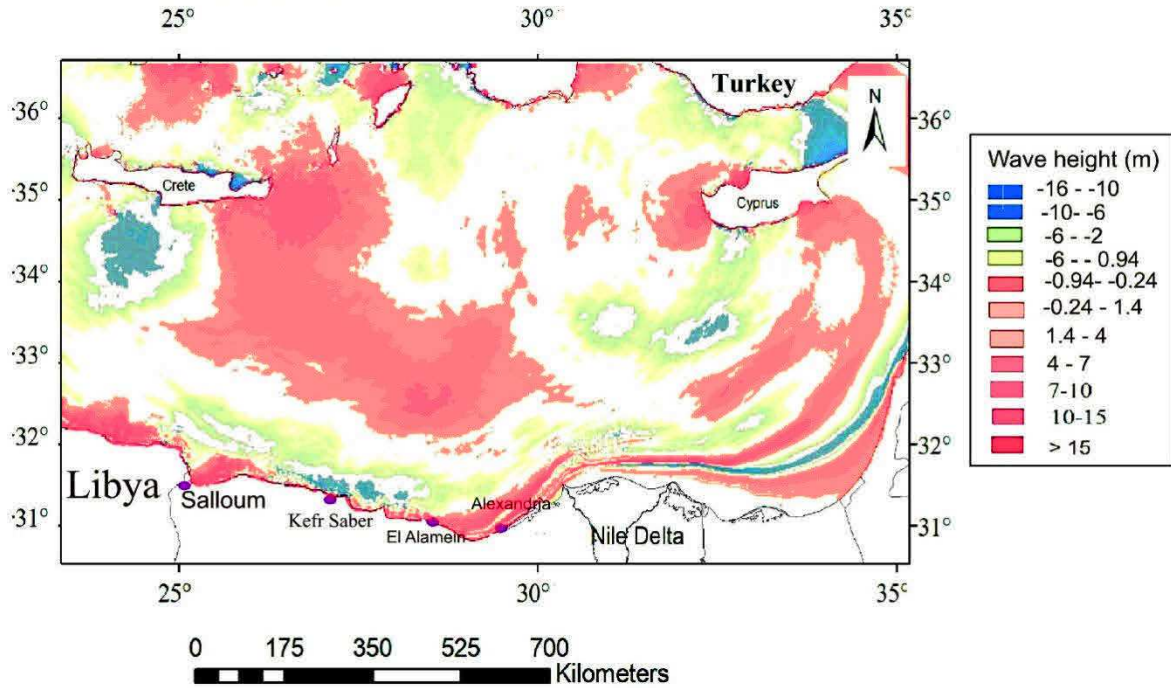 25° 30° 35°
36° 36°
35° 35°
34° 34°
33° 33°
32° 32°
31° 31°
Turkey
N
Crete
Cyprus
Libya
Salloum
Kefr Saber
El Alamein
Alexandria
Nile Delta
25° 30° 35°
0 175 350 525 700
Kilometers
Wave height (m)
-16 - -10
-10- -6
-6 - -2
-6 - - 0.94
-0.94- -0.24
-0.24 - 1.4
1.4 - 4
4 - 7
7-10
10-15
> 15